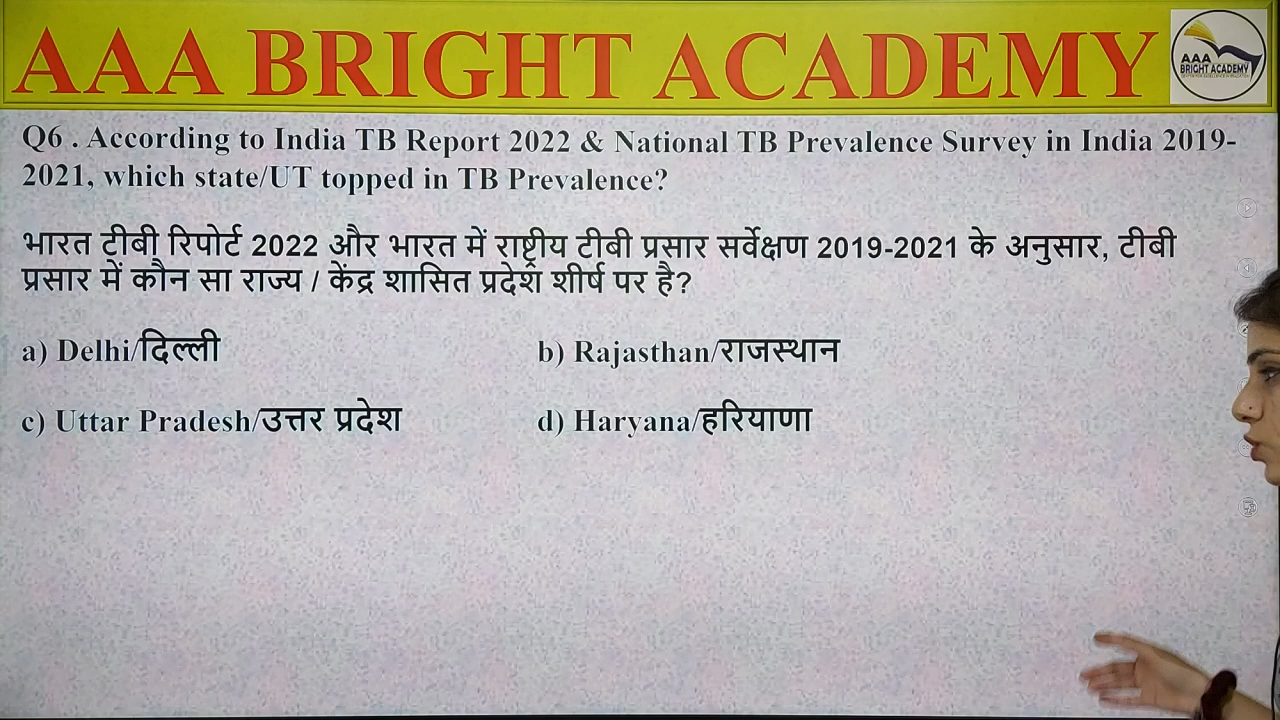 AAA BRIGHT ACADEMY
AAA
BRIGHT ACADEMY
Q6 . According to India TB Report 2022 & National TB Prevalence Survey in India 2019-
2021, which state/UT topped in TB Prevalence?
भारत टीबी रिपोर्ट 2022 और भारत में राष्ट्रीय टीबी प्रसार सर्वेक्षण 2019-2021 के अनुसार, टीबी
प्रसार में कौन सा राज्य / केंद्र शासित प्रदेश शीर्ष पर है?
a) Delhi/दिल्ली b) Rajasthan/राजस्थान
c) Uttar Pradesh/उत्तर प्रदेश d) Haryana/हरियाणा